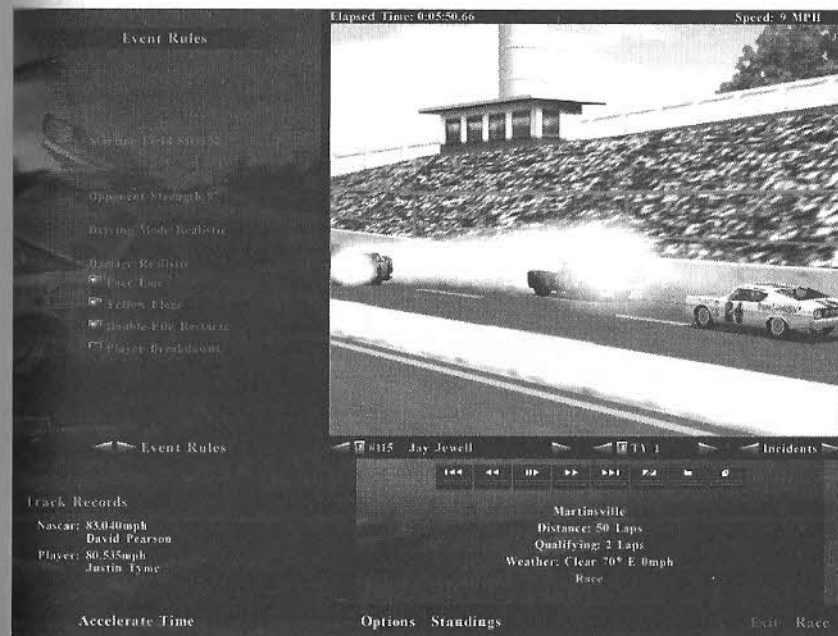 Elapsed Time: 0:05:50.66
Speed: 9 MPH
Event Rules
Opponent Strength
Driving Mode Realistic
Damage Realistic
Pace Lap
Yellow Flags
Double-File Restarts
Player Breakdowns
24
Event Rules
#115 Jay Jewell
TV 1
Incidents
Track Records
Nascar: 83.040mph
David Pearson
Player: 80.535mph
Justin Tyme
Martinsville
Distance: 50 Laps
Qualifying: 2 Laps
Weather: Clear 70° E 0mph
Race
Accelerate Time
Options
Standings
Exit
Race